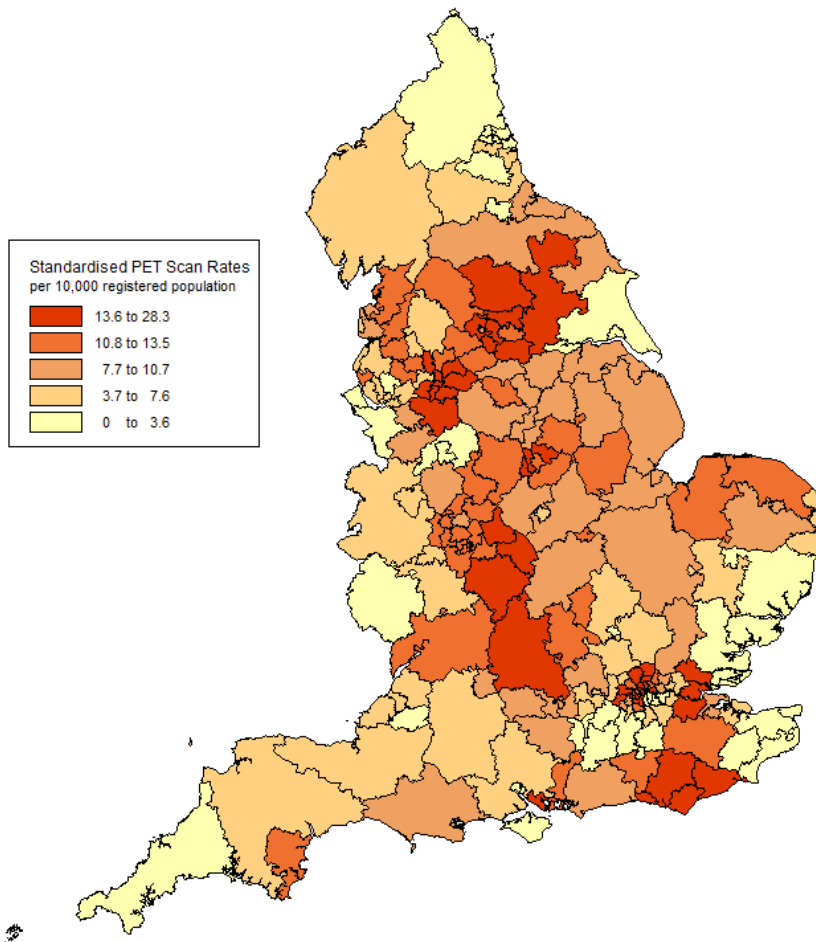 Standardised PET Scan Rates
per 10,000 registered population
13.6 to 28.3
10.8 to 13.5
7.7 to 10.7
3.7 to 7.6
0 to 3.6